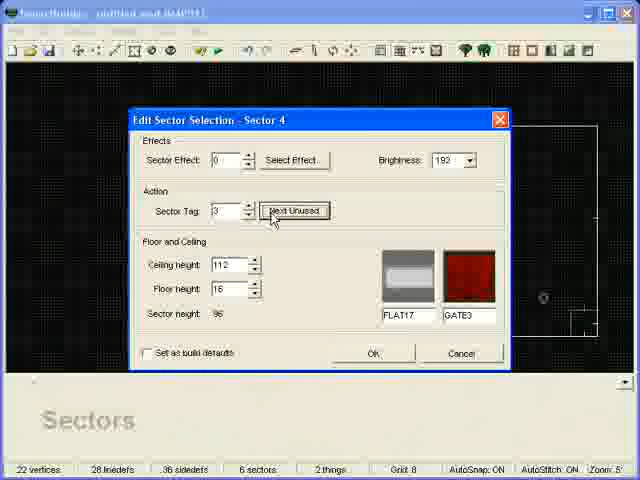 Edit Sector Selection - Sector 4
Effects
Sector Effect: 0 Select Effect... Brightness: 192
Action
Sector Tag: 3 Next Unused
Floor and Ceiling
Ceiling height: 112
Floor height: 16
Sector height: 96
FLAT17 GATE3
Set as build defaults
OK Cancel
Sectors
22 vertices 28 linedefs 36 sidedefs 6 sectors 2 things Grid: 8 AutoSnap: ON AutoStitch: ON Zoom: 5